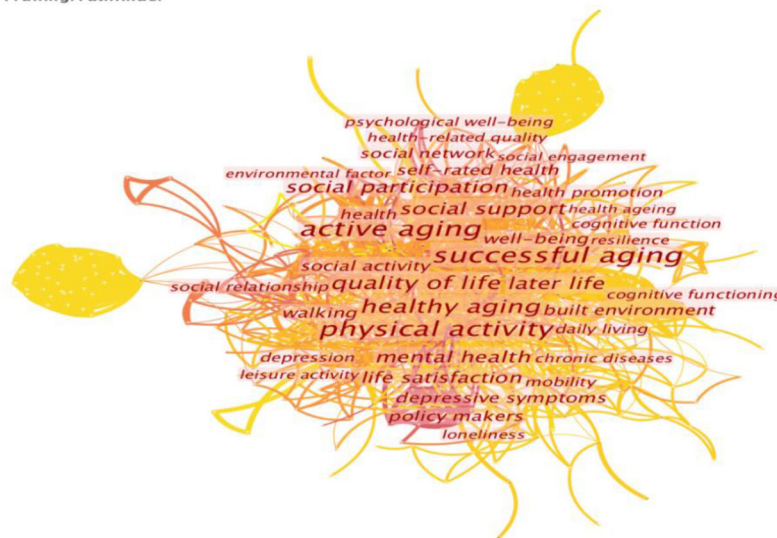 psychological well-being
health-related quality
social network social engagement
environmental factor self-rated health
social participation health promotion
health social support health ageing
active aging cognitive function
well-being resilience
successful aging
social activity
social relationship quality of life later life
cognitive functioning
walking healthy aging built environment
physical activity daily living
depression mental health chronic diseases
leisure activity life satisfaction mobility
depressive symptoms
policy makers
loneliness